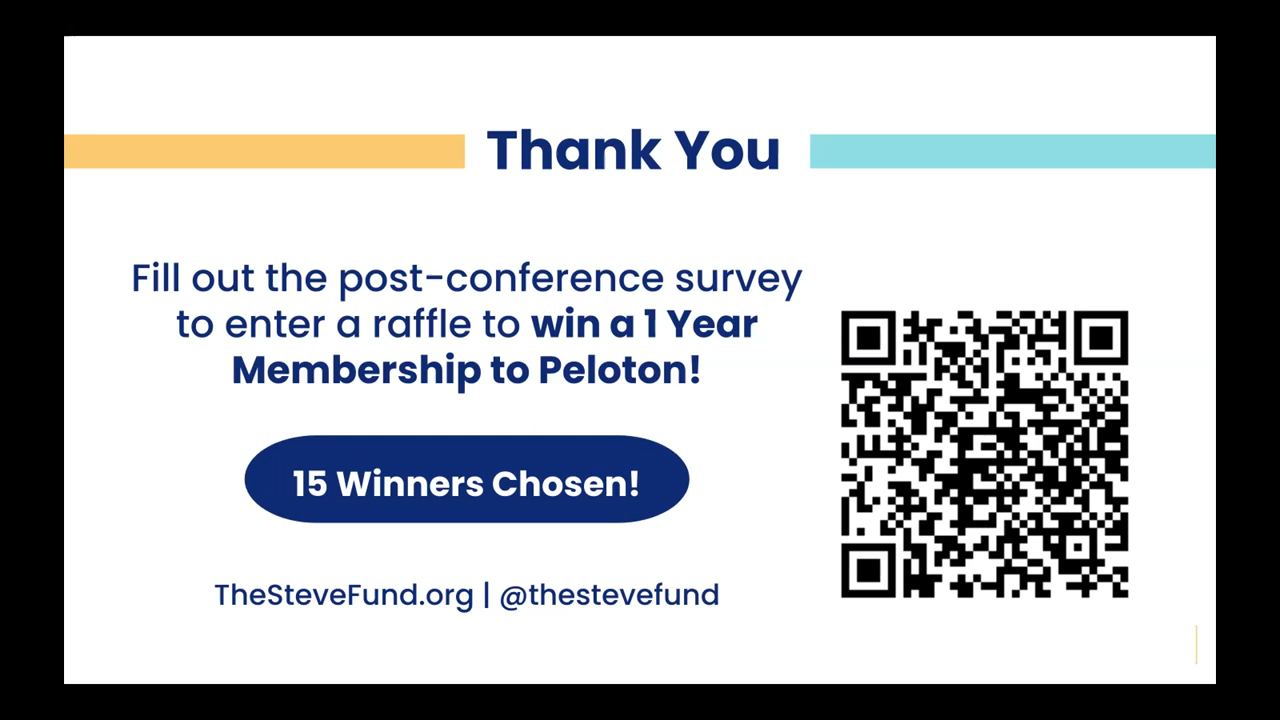 Thank You
Fill out the post-conference survey
to enter a raffle to win a 1 Year
Membership to Peloton!
15 Winners Chosen!
TheSteveFund.org | @thestevefund